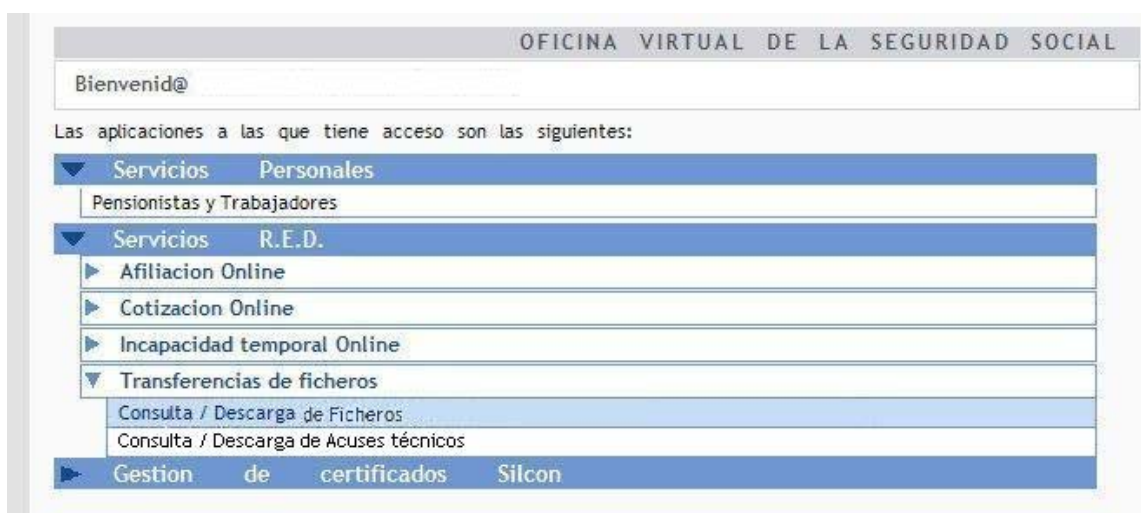 OFICINA VIRTUAL DE LA SEGURIDAD SOCIAL
Bienvenid@
Las aplicaciones a las que tiene acceso son las siguientes:
Servicios Personales
Pensionistas y Trabajadores
Servicios R.E.D.
Afiliacion Online
Cotizacion Online
Incapacidad temporal Online
Transferencias de ficheros
Consulta / Descarga de Ficheros
Consulta / Descarga de Acuses técnicos
Gestion de certificados Silcon